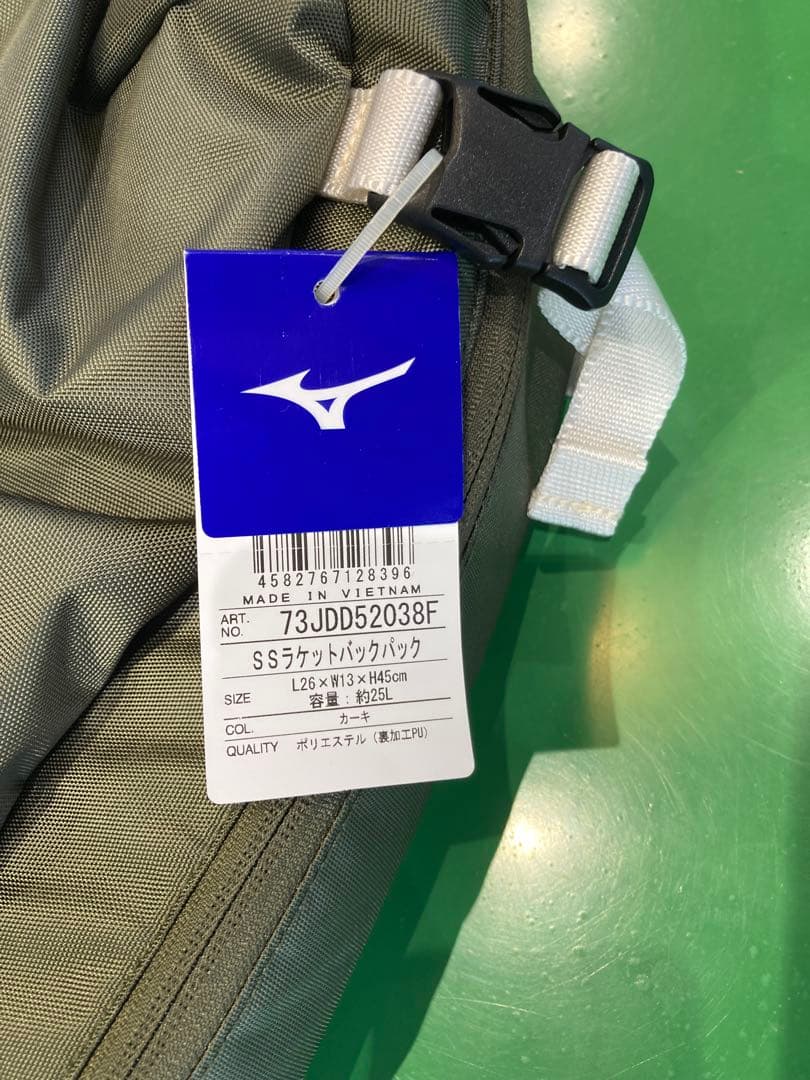 4582767128396
MADE IN VIETNAM
ART. NO. 73JDD52038F
SSラケットバックパック
SIZE L26×W13×H45cm
容量：約25L
COL. カーキ
QUALITY ポリエステル（裏加工PU）